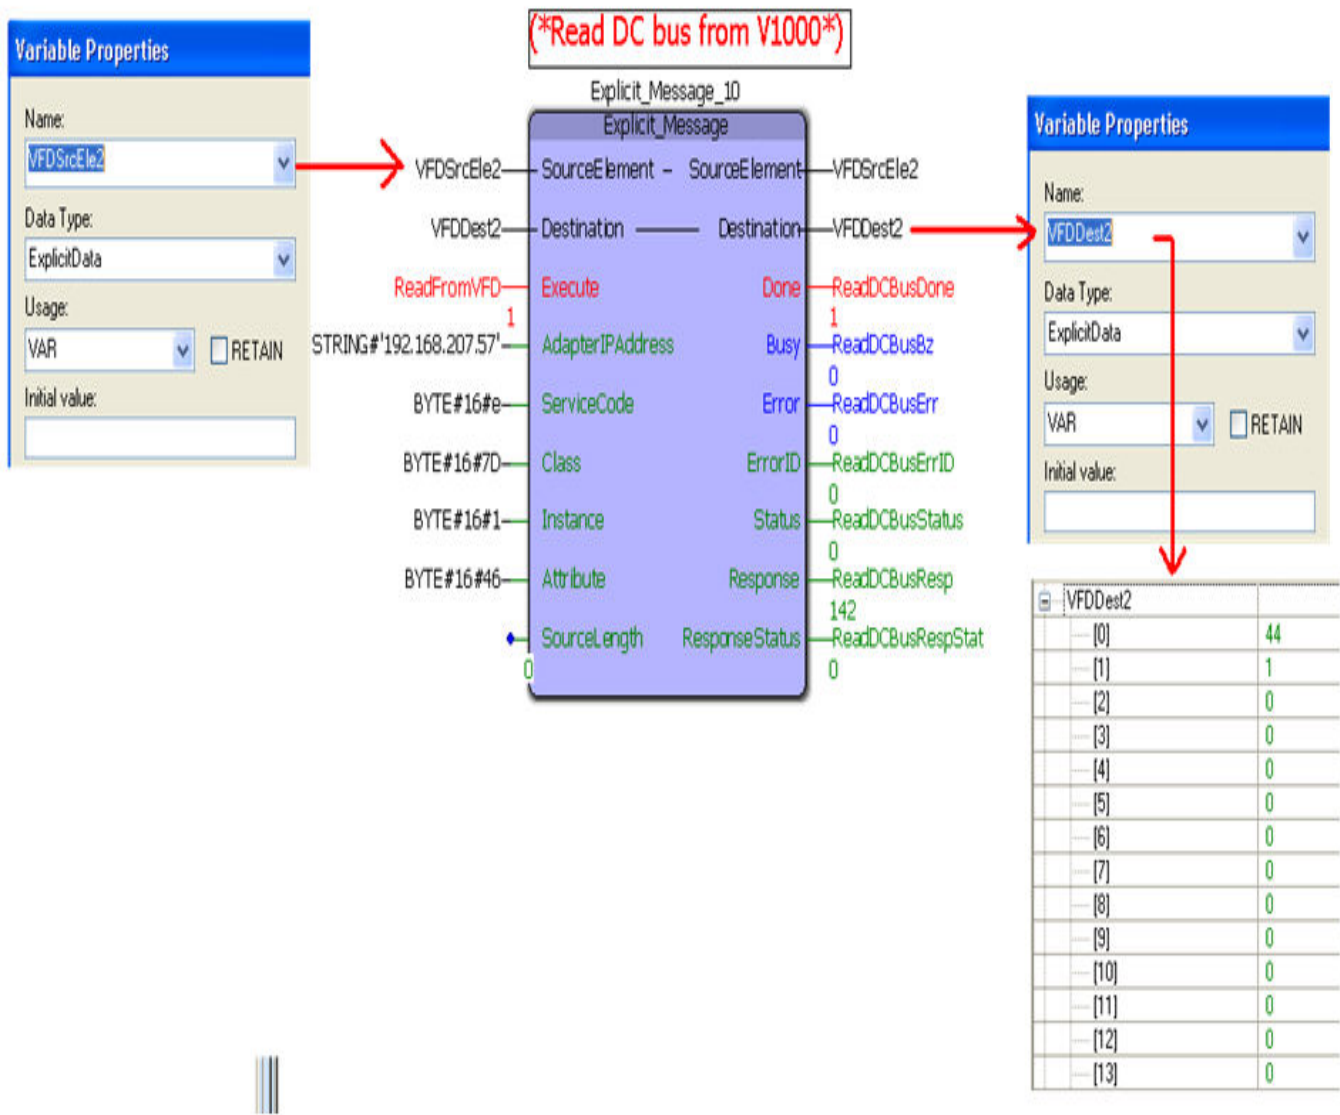 (*Read DC bus from V1000*)
Variable Properties
Name:
VFDSrcEle2
Data Type:
ExplicitData
Usage:
VAR
RETAIN
Initial value:
Explicit_Message_10
Explicit_Message
VFDSrcEle2 SourceElement SourceElement VFDSrcEle2
VFDDest2 Destination Destination VFDDest2
ReadFromVFD Execute Done ReadDCBusDone
1 1
STRING#'192.168.207.57' AdapterIPAddress Busy ReadDCBusBz
0
BYTE#16#e ServiceCode Error ReadDCBusErr
0
BYTE#16#7D Class ErrorID ReadDCBusErrID
0
BYTE#16#1 Instance Status ReadDCBusStatus
0
BYTE#16#46 Attribute Response ReadDCBusResp
142
SourceLength ResponseStatus ReadDCBusRespStat
0 0
Variable Properties
Name:
VFDDest2
Data Type:
ExplicitData
Usage:
VAR
RETAIN
Initial value:
VFDDest2
[0] 44
[1] 1
[2] 0
[3] 0
[4] 0
[5] 0
[6] 0
[7] 0
[8] 0
[9] 0
[10] 0
[11] 0
[12] 0
[13] 0